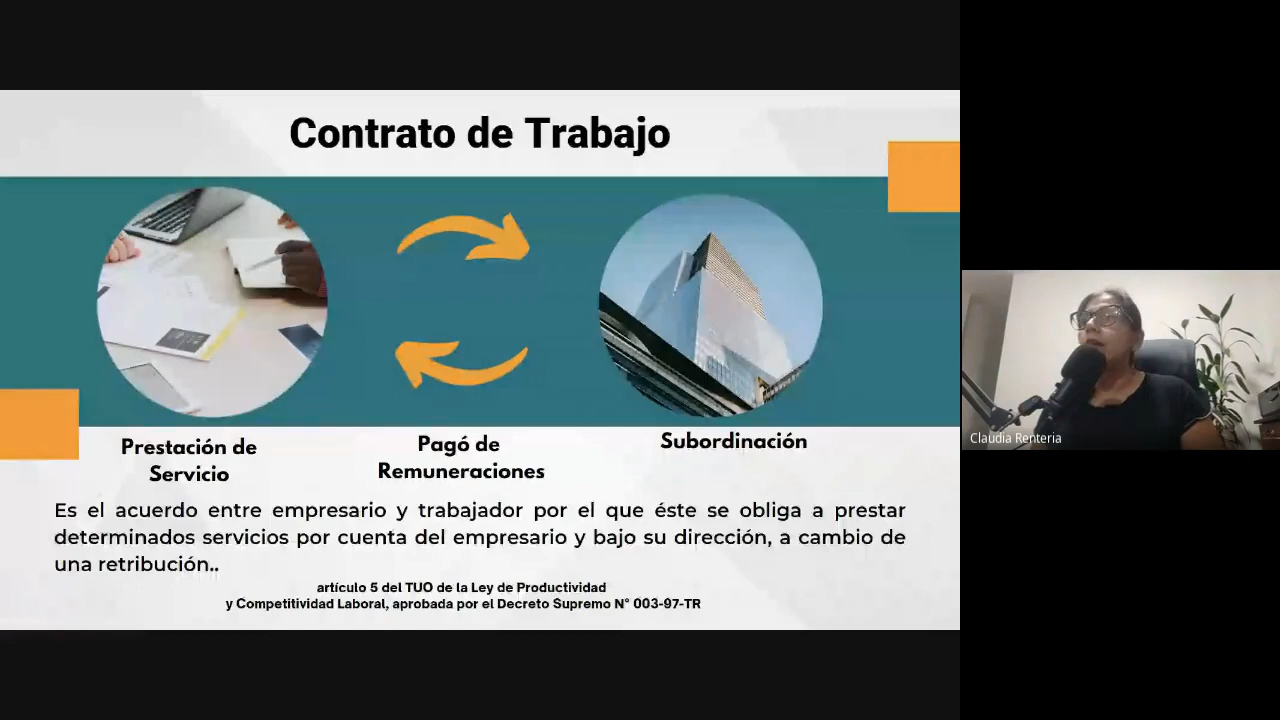 Contrato de Trabajo
Prestación de
Servicio
Pagó de
Remuneraciones
Subordinación
Es el acuerdo entre empresario y trabajador por el que éste se obliga a prestar
determinados servicios por cuenta del empresario y bajo su dirección, a cambio de
una retribución..
artículo 5 del TUO de la Ley de Productividad
y Competitividad Laboral, aprobada por el Decreto Supremo N° 003-97-TR
Claudia Renteria